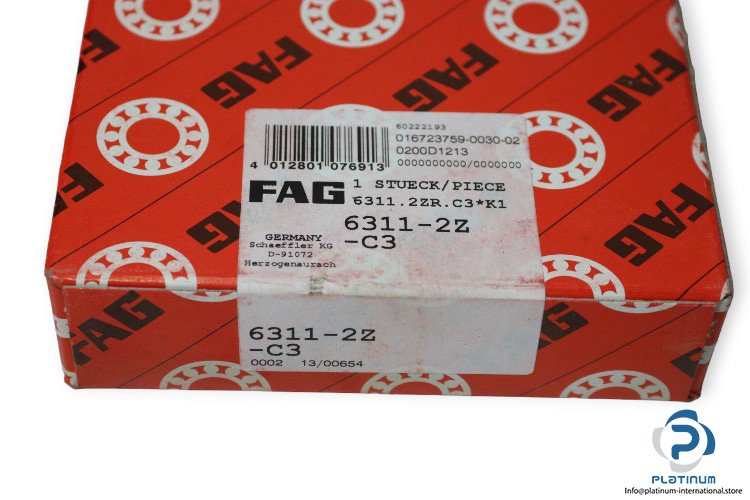 FAG
FAG
FAG
FAG
FAG
60222193
016723759-0030-02
0200D1213
0000000000/0000000
4 012801 076913
FAG
1 STUECK/PIECE
6311.2ZR.C3*K1
6311-2Z
-C3
GERMANY
Schaeffler KG
D-91072
Herzogenaurach
6311-2Z
-C3
0002 13/00654
FAG
FAG
PLATINUM
Info@platinum-international.store